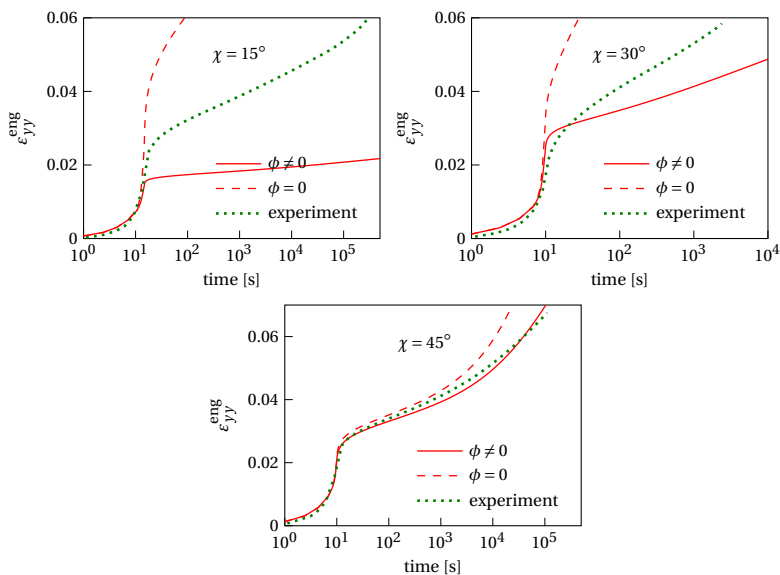 χ = 15°
ε_yy^eng
0.06
0.04
0.02
0
ϕ ≠ 0
ϕ = 0
experiment
10^0 10^1 10^2 10^3 10^4 10^5
time [s]
χ = 30°
ε_yy^eng
0.06
0.04
0.02
0
ϕ ≠ 0
ϕ = 0
experiment
10^0 10^1 10^2 10^3 10^4
time [s]
χ = 45°
ε_yy^eng
0.06
0.04
0.02
0
ϕ ≠ 0
ϕ = 0
experiment
10^0 10^1 10^2 10^3 10^4 10^5
time [s]